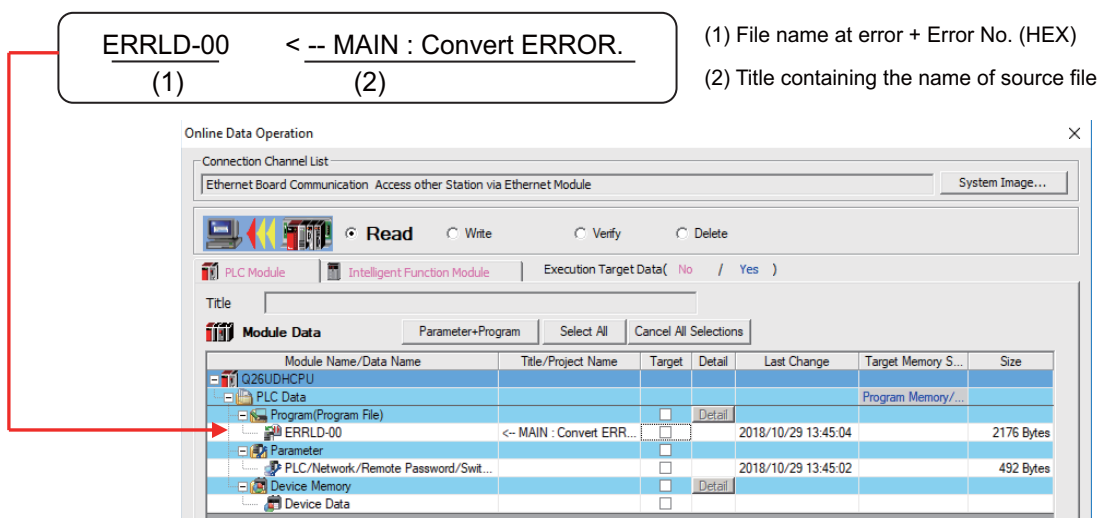 ERRLD-00 < -- MAIN : Convert ERROR.
(1) (2)
(1) File name at error + Error No. (HEX)
(2) Title containing the name of source file
Online Data Operation
Connection Channel List
Ethernet Board Communication Access other Station via Ethernet Module
System Image...
Read Write Verify Delete
PLC Module Intelligent Function Module Execution Target Data( No / Yes )
Title
Module Data Parameter+Program Select All Cancel All Selections
Module Name/Data Name Title/Project Name Target Detail Last Change Target Memory S... Size
Q26UDHCPU
PLC Data Program Memory/...
Program(Program File) Detail
ERRLD-00 <-- MAIN : Convert ERR... 2018/10/29 13:45:04 2176 Bytes
Parameter
PLC/Network/Remote Password/Swit... 2018/10/29 13:45:02 492 Bytes
Device Memory Detail
Device Data